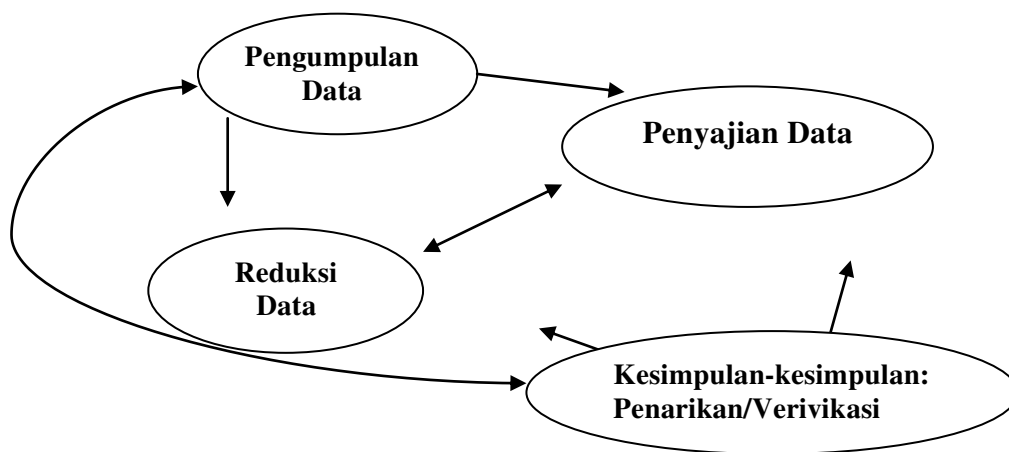 Pengumpulan
Data
Penyajian Data
Reduksi
Data
Kesimpulan-kesimpulan:
Penarikan/Verivikasi